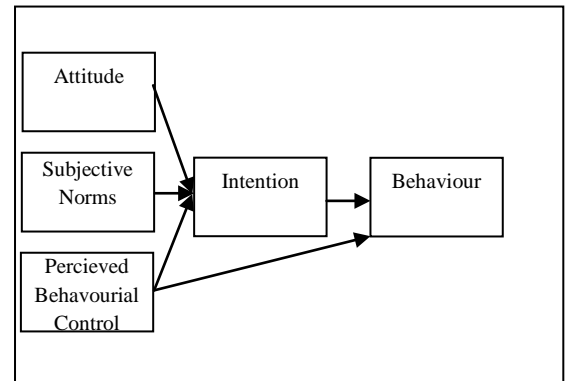 Attitude
Subjective
Norms
Intention
Behaviour
Percieved
Behavourial
Control